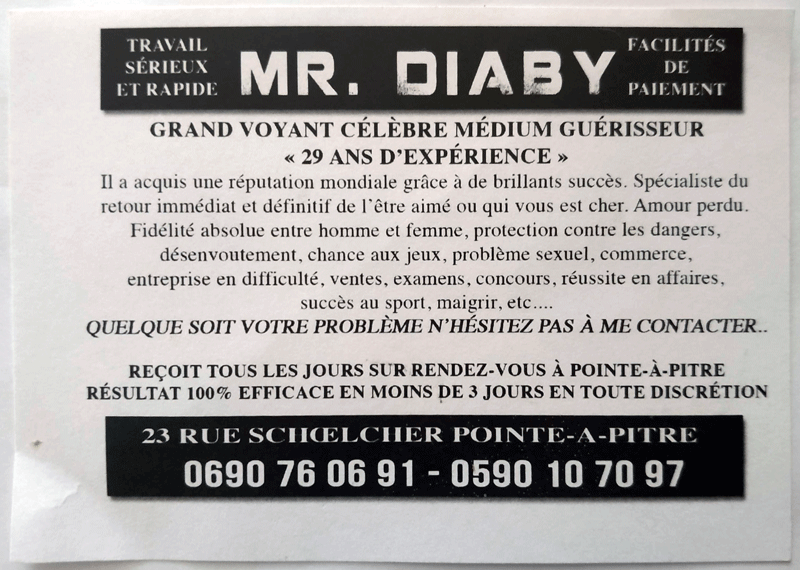 TRAVAIL
SÉRIEUX
ET RAPIDE
MR. DIABY
FACILITÉS
DE
PAIEMENT
GRAND VOYANT CÉLÈBRE MÉDIUM GUÉRISSEUR
« 29 ANS D'EXPÉRIENCE »
Il a acquis une réputation mondiale grâce à de brillants succès. Spécialiste du
retour immédiat et définitif de l'être aimé ou qui vous est cher. Amour perdu.
Fidélité absolue entre homme et femme, protection contre les dangers,
désenvoutement, chance aux jeux, problème sexuel, commerce,
entreprise en difficulté, ventes, examens, concours, réussite en affaires,
succès au sport, maigrir, etc....
QUELQUE SOIT VOTRE PROBLÈME N'HÉSITEZ PAS À ME CONTACTER..
REÇOIT TOUS LES JOURS SUR RENDEZ-VOUS À POINTE-À-PITRE
RÉSULTAT 100% EFFICACE EN MOINS DE 3 JOURS EN TOUTE DISCRÉTION
23 RUE SCHŒLCHER POINTE-A-PITRE
0690 76 06 91 - 0590 10 70 97